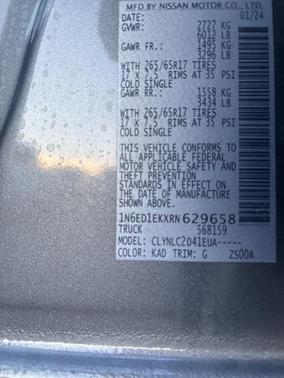 MFD BY NISSAN MOTOR CO., LTD.
DATE: 01/24
GVWR: 2727 KG
6012 LB
GAWR FR.: 1495 KG
3296 LB
WITH 265/65R17 TIRES
17 X 7.5 RIMS AT 35 PSI
COLD SINGLE
GAWR RR.: 1558 KG
3434 LB
WITH 265/65R17 TIRES
17 X 7.5 RIMS AT 35 PSI
COLD SINGLE
THIS VEHICLE CONFORMS TO
ALL APPLICABLE FEDERAL
MOTOR VEHICLE SAFETY AND
THEFT PREVENTION
STANDARDS IN EFFECT ON
THE DATE OF MANUFACTURE
SHOWN ABOVE.
1N6ED1EKXRN629658
TRUCK 568159
MODEL: CLYNLC2D41EUA-----
COLOR: KAD TRIM: G ZS00A